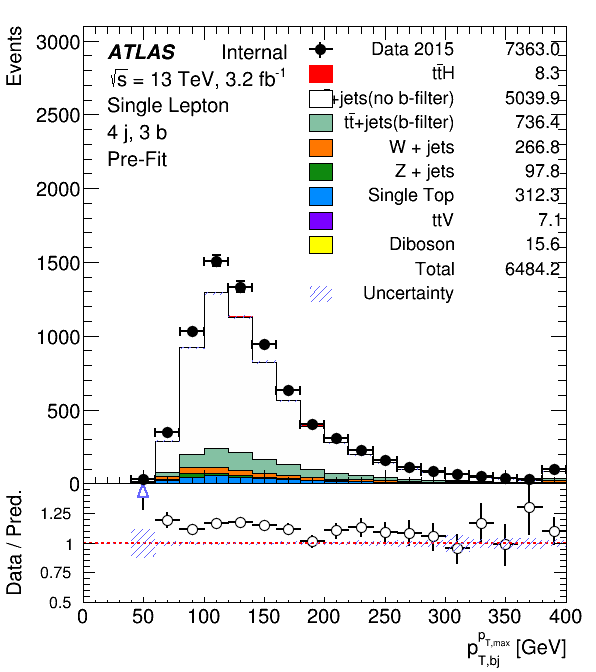 Events
3000
2500
2000
1500
1000
500
0
ATLAS Internal
√s = 13 TeV, 3.2 fb⁻¹
Single Lepton
4 j, 3 b
Pre-Fit
Data 2015 7363.0
tt̄H 8.3
+jets(no b-filter) 5039.9
tt̄+jets(b-filter) 736.4
W + jets 266.8
Z + jets 97.8
Single Top 312.3
ttV 7.1
Diboson 15.6
Total 6484.2
Uncertainty
Data / Pred.
1.25
1
0.75
0.5
0 50 100 150 200 250 300 350 400
p_{T,bj}^{p_{T,max}} [GeV]